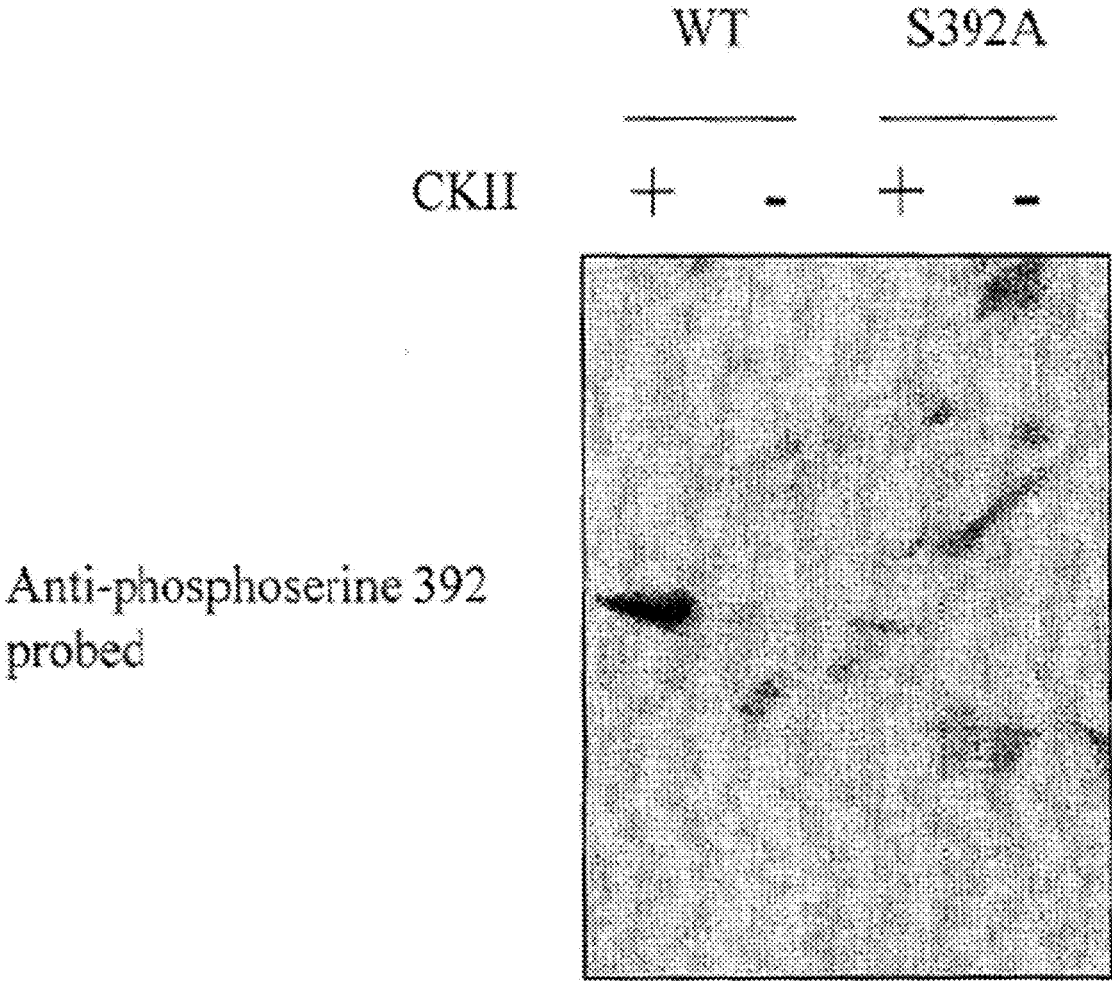 WT S392A
CKII + - + -
Anti-phosphoserine 392
probed